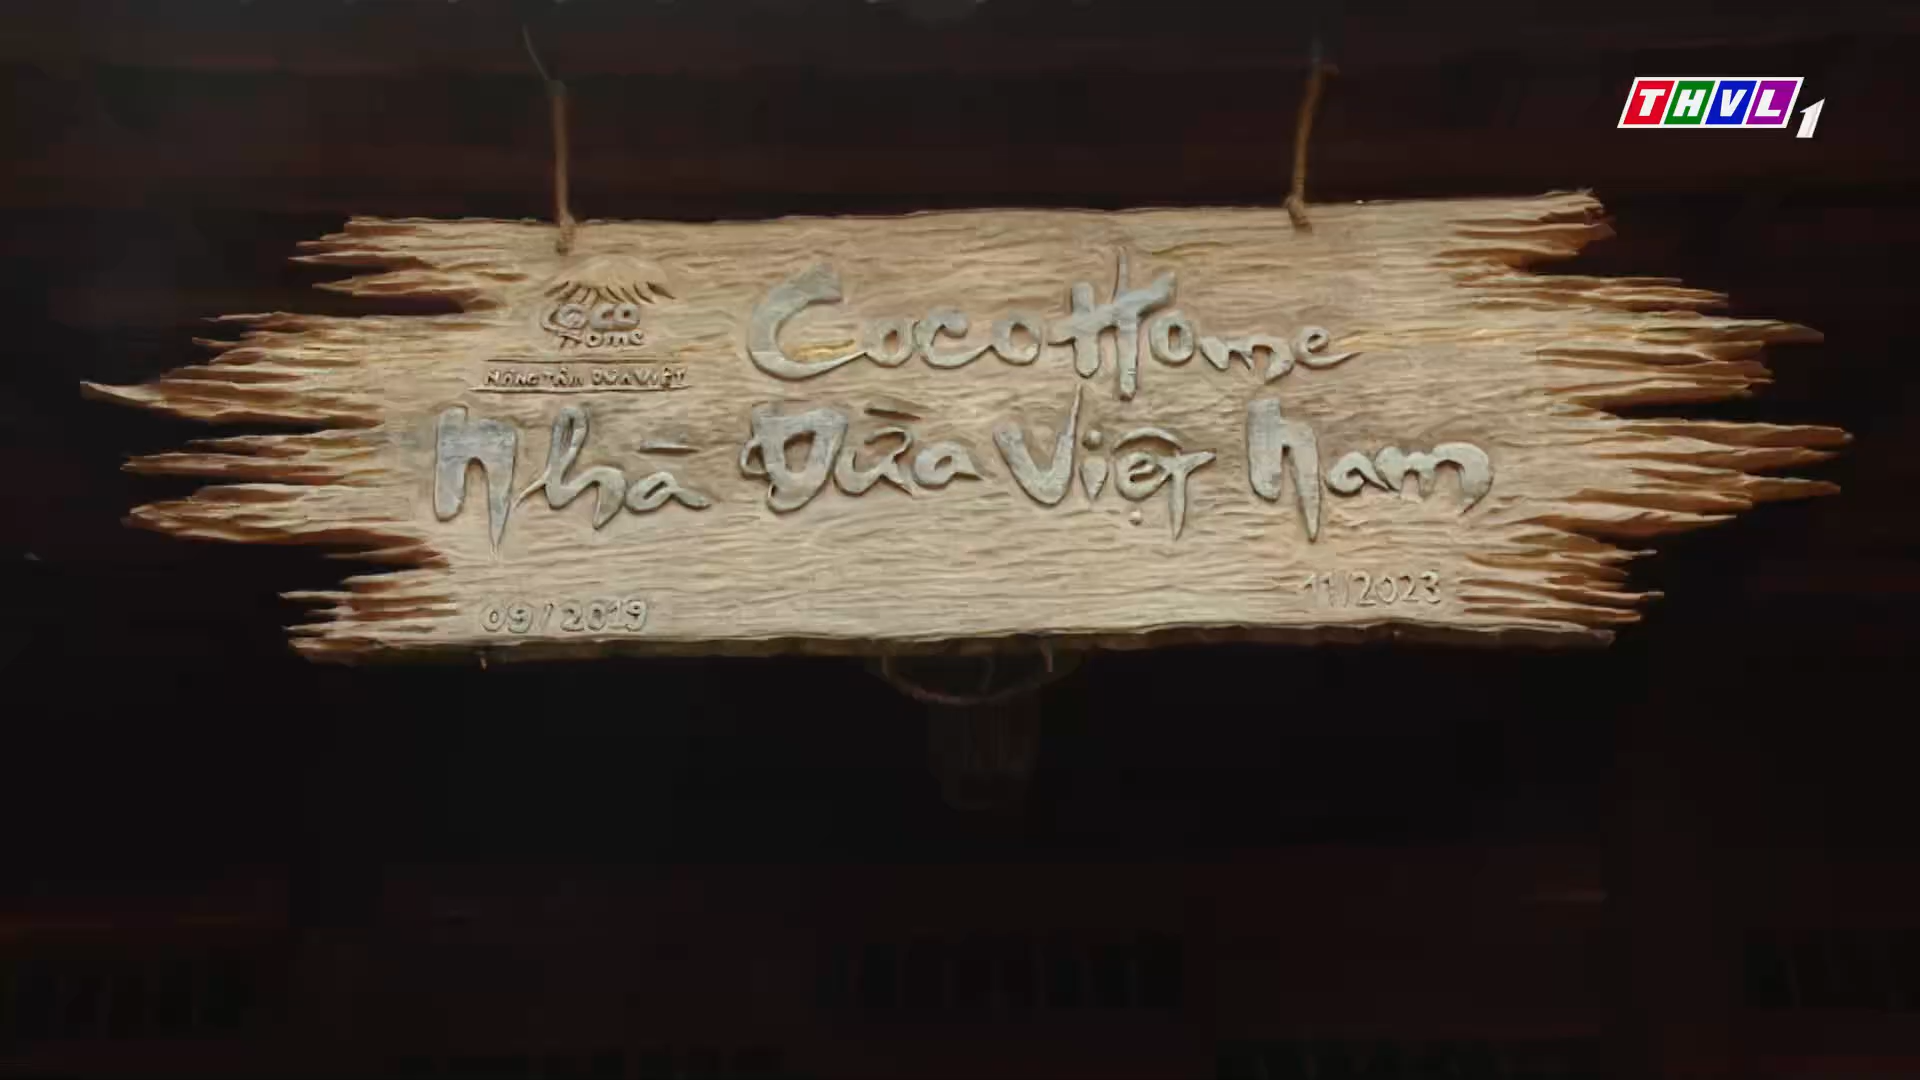 THVL1
Coco Home
NÂNG TẦM DỪA VIỆT
CocoHome
Nhà Dừa Việt Nam
09/2019
11/2023